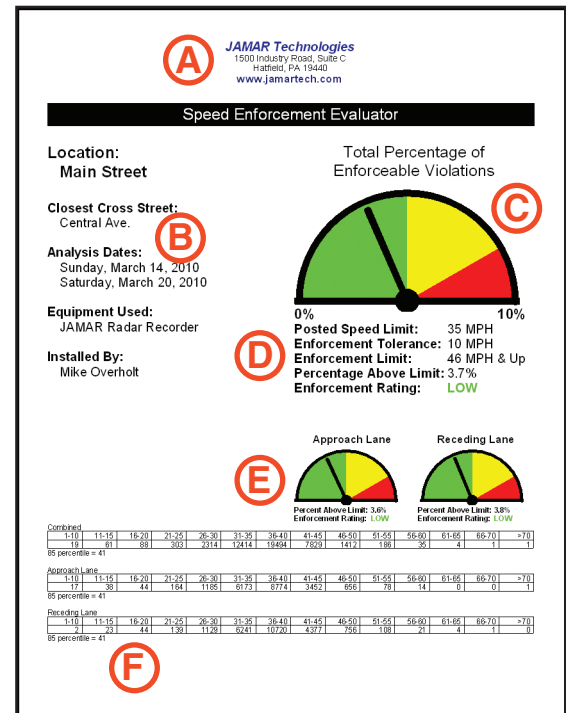 A
JAMAR Technologies
1500 Industry Road, Suite C
Hatfield, PA 19440
www.jamartech.com
Speed Enforcement Evaluator
Location:
Main Street
Closest Cross Street:
Central Ave.
B
Analysis Dates:
Sunday, March 14, 2010
Saturday, March 20, 2010
Equipment Used:
JAMAR Radar Recorder
Installed By:
Mike Overholt
Total Percentage of
Enforceable Violations
C
0% 10%
D
Posted Speed Limit: 35 MPH
Enforcement Tolerance: 10 MPH
Enforcement Limit: 46 MPH & Up
Percentage Above Limit: 3.7%
Enforcement Rating: LOW
E
Approach Lane Receding Lane
Percent Above Limit: 3.6% Percent Above Limit: 3.8%
Enforcement Rating: LOW Enforcement Rating: LOW
Combined
1-10 11-15 16-20 21-25 26-30 31-35 36-40 41-45 46-50 51-55 56-60 61-65 66-70 >70
19 61 88 303 2314 12414 19494 7829 1412 186 35 4 1 1
85 percentile = 41
Approach Lane
1-10 11-15 16-20 21-25 26-30 31-35 36-40 41-45 46-50 51-55 56-60 61-65 66-70 >70
17 38 44 164 1185 6173 8774 3452 656 78 14 0 0 1
85 percentile = 41
Receding Lane
1-10 11-15 16-20 21-25 26-30 31-35 36-40 41-45 46-50 51-55 56-60 61-65 66-70 >70
2 23 44 139 1129 6241 10720 4377 756 108 21 4 1 0
85 percentile = 41
F